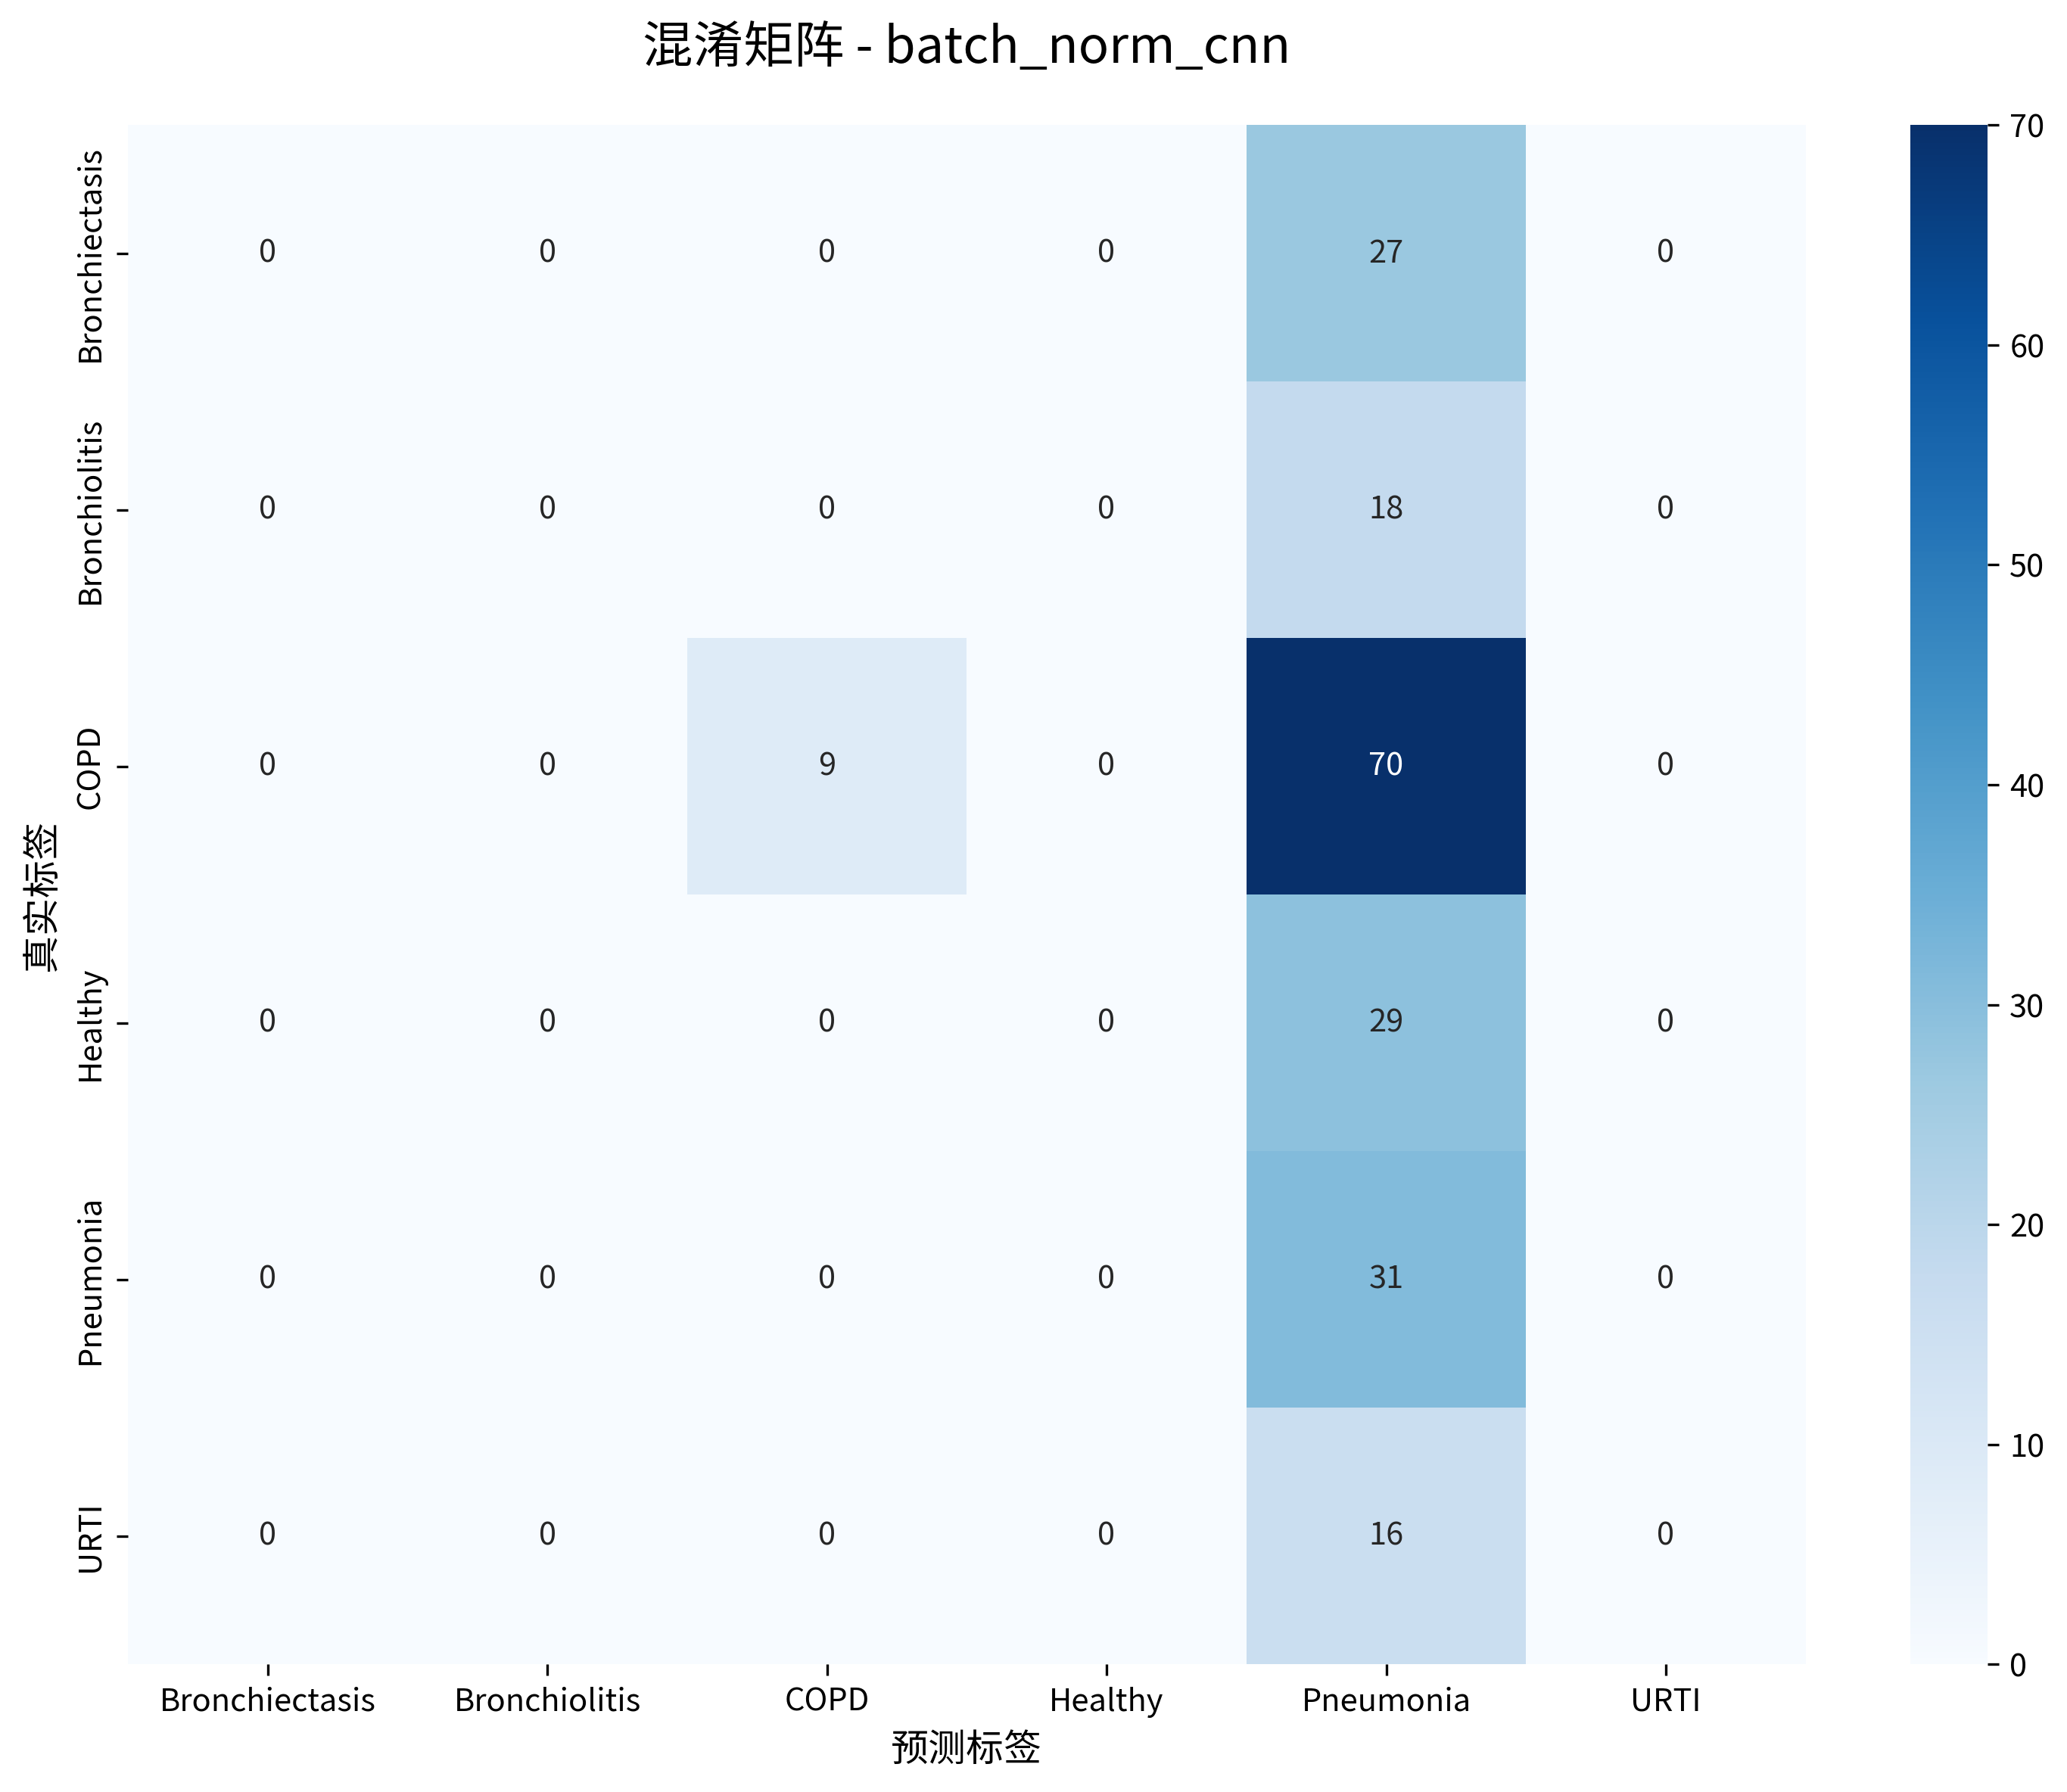 混淆矩阵 - batch_norm_cnn
真实标签
Bronchiectasis 0 0 0 0 27 0
Bronchiolitis 0 0 0 0 18 0
COPD 0 0 9 0 70 0
Healthy 0 0 0 0 29 0
Pneumonia 0 0 0 0 31 0
URTI 0 0 0 0 16 0
Bronchiectasis Bronchiolitis COPD Healthy Pneumonia URTI
预测标签
70
60
50
40
30
20
10
0